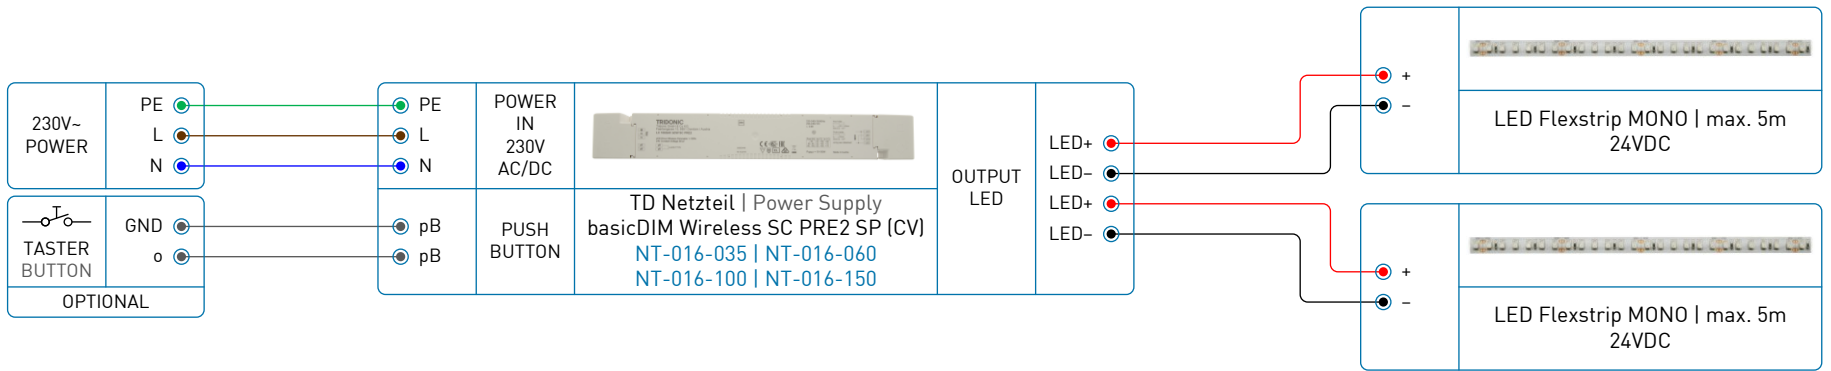 230V~
POWER
PE
L
N
TASTER
BUTTON
GND
o
OPTIONAL
PE
L
N
POWER
IN
230V
AC/DC
pB
pB
PUSH
BUTTON
TRIDONIC
TD Netzteil | Power Supply
basicDIM Wireless SC PRE2 SP (CV)
NT-016-035 | NT-016-060
NT-016-100 | NT-016-150
OUTPUT
LED
LED+
LED–
LED+
LED–
+
–
LED Flexstrip MONO | max. 5m
24VDC
+
–
LED Flexstrip MONO | max. 5m
24VDC